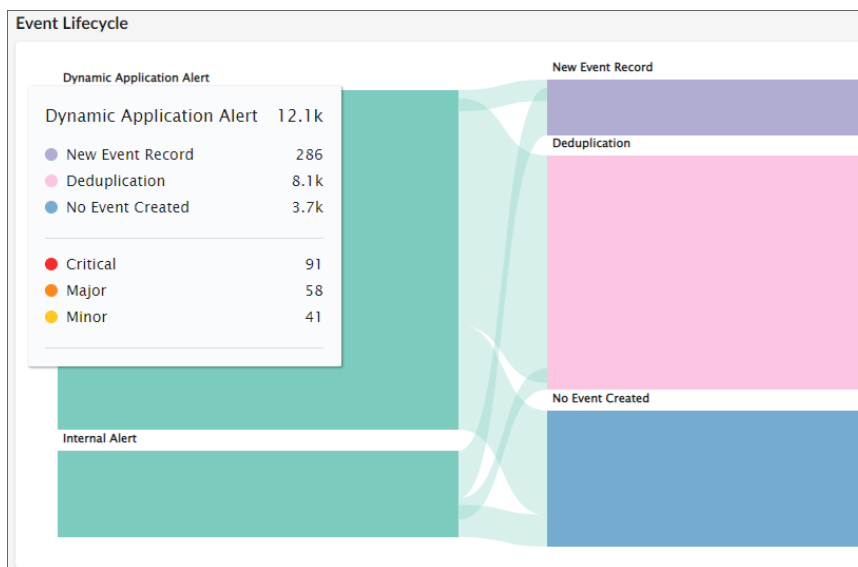 Event Lifecycle
Dynamic Application Alert
New Event Record
Dynamic Application Alert 12.1k
New Event Record 286
Deduplication 8.1k
No Event Created 3.7k
Critical 91
Major 58
Minor 41
Deduplication
No Event Created
Internal Alert